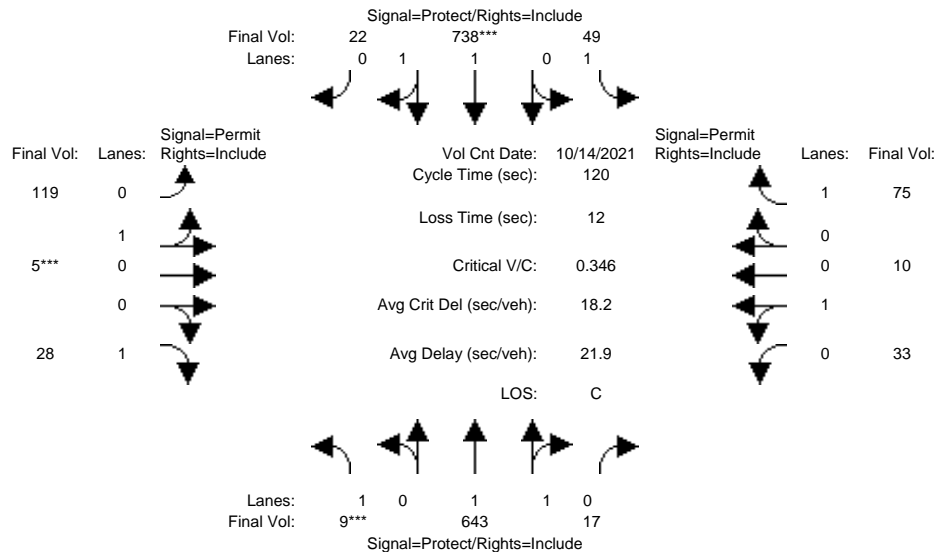 Signal=Protect/Rights=Include
Final Vol: 22 738*** 49
Lanes: 0 1 1 0 1
Signal=Permit
Final Vol: Lanes: Rights=Include
Vol Cnt Date: 10/14/2021
Signal=Permit
Rights=Include Lanes: Final Vol:
Cycle Time (sec): 120
119 0
1 75
Loss Time (sec): 12
1
0
5*** 0
Critical V/C: 0.346
0 10
0
Avg Crit Del (sec/veh): 18.2
1
28 1
Avg Delay (sec/veh): 21.9
0 33
LOS: C
Lanes: 1 0 1 1 0
Final Vol: 9*** 643 17
Signal=Protect/Rights=Include